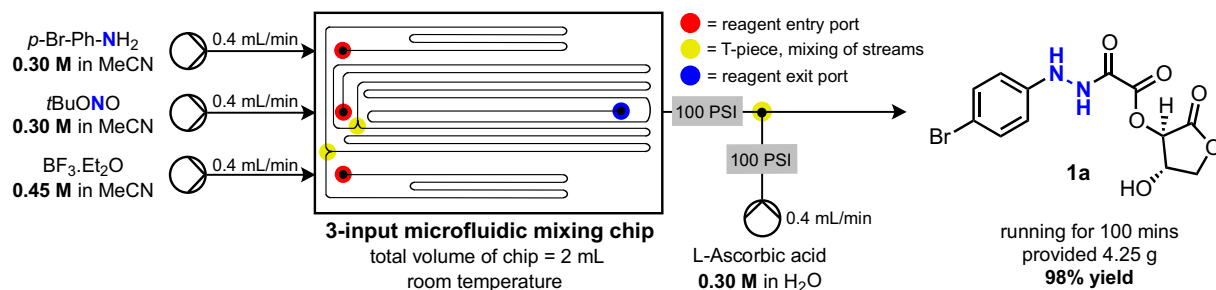 p-Br-Ph-NH2
0.30 M in MeCN
0.4 mL/min
tBuONO
0.30 M in MeCN
0.4 mL/min
BF3.Et2O
0.45 M in MeCN
0.4 mL/min
3-input microfluidic mixing chip
total volume of chip = 2 mL
room temperature
= reagent entry port
= T-piece, mixing of streams
= reagent exit port
100 PSI
100 PSI
0.4 mL/min
L-Ascorbic acid
0.30 M in H2O
Br
H
N
N
H
O
O
O
H
O
O
HO
1a
running for 100 mins
provided 4.25 g
98% yield